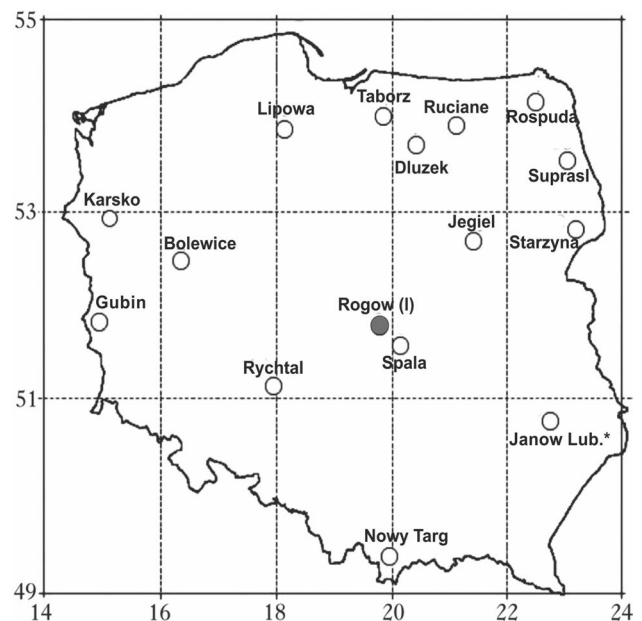 55
Taborz
Lipowa
Ruciane
Rospuda
Dluzek
Suprasl
Karsko
53
Jegiel
Bolewice
Starzyna
Gubin
Rogow (I)
Spala
Rychtal
51
Janow Lub.*
Nowy Targ
49
14 16 18 20 22 24